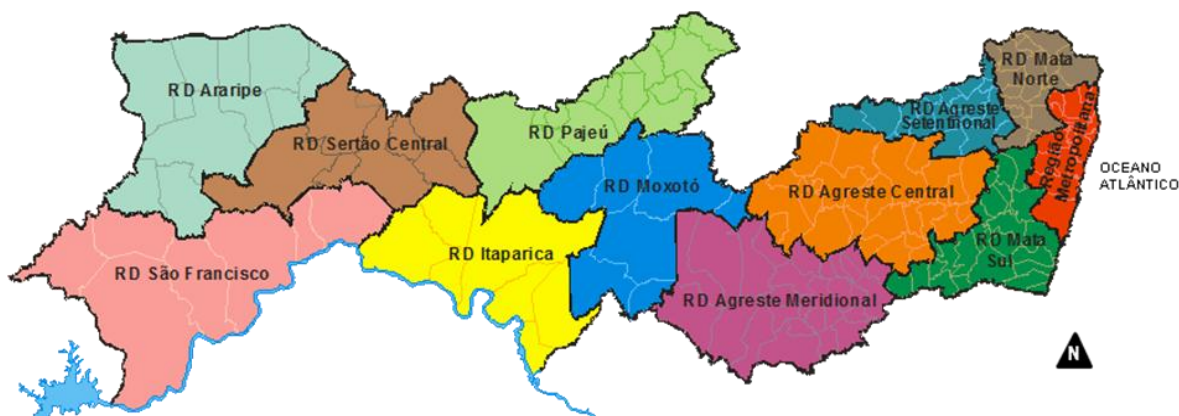 RD Araripe
RD Sertão Central
RD Pajeú
RD Moxotó
RD São Francisco
RD Itaparica
RD Agreste Meridional
RD Agreste Central
RD Agreste
Setentrional
RD Mata
Norte
Região
Metropolitana
RD Mata
Sul
OCEANO
ATLÂNTICO
N